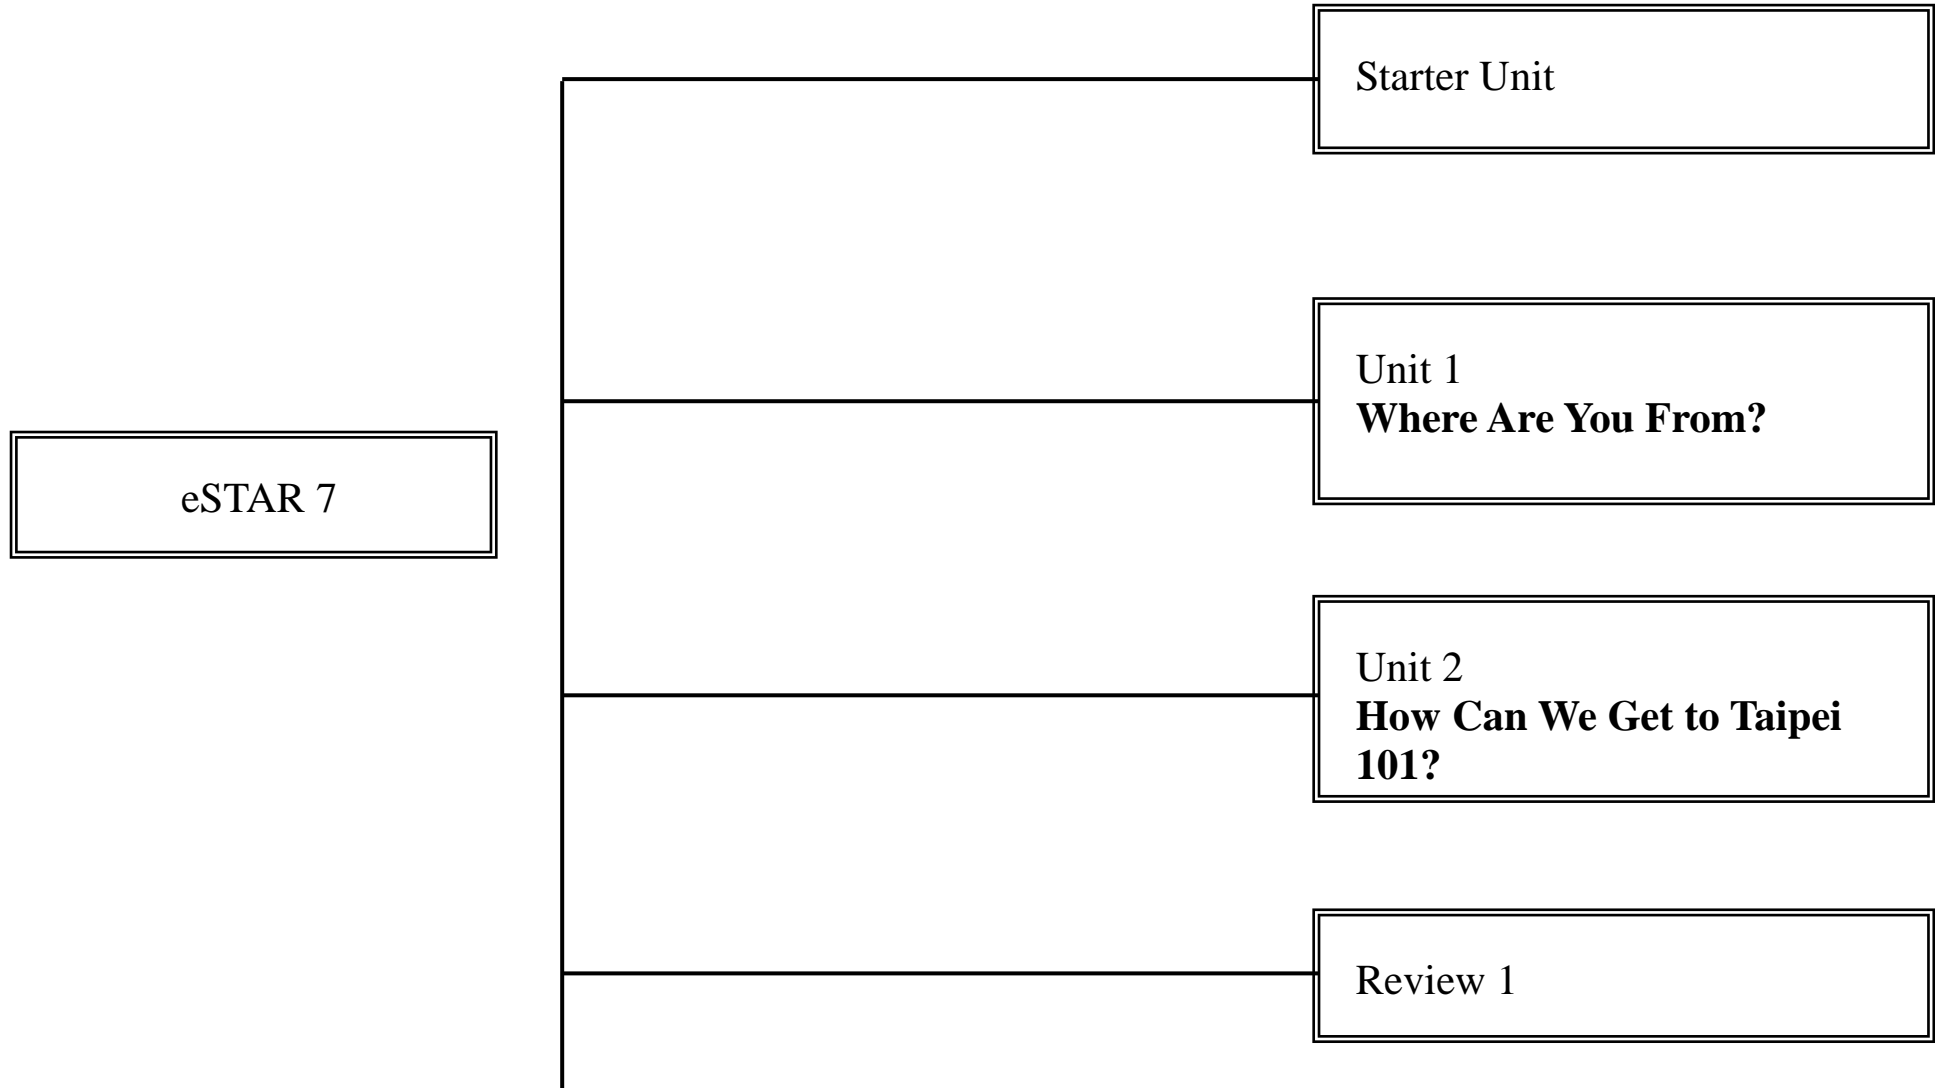 Starter Unit
Unit 1
Where Are You From?
eSTAR 7
Unit 2
How Can We Get to Taipei
101?
Review 1